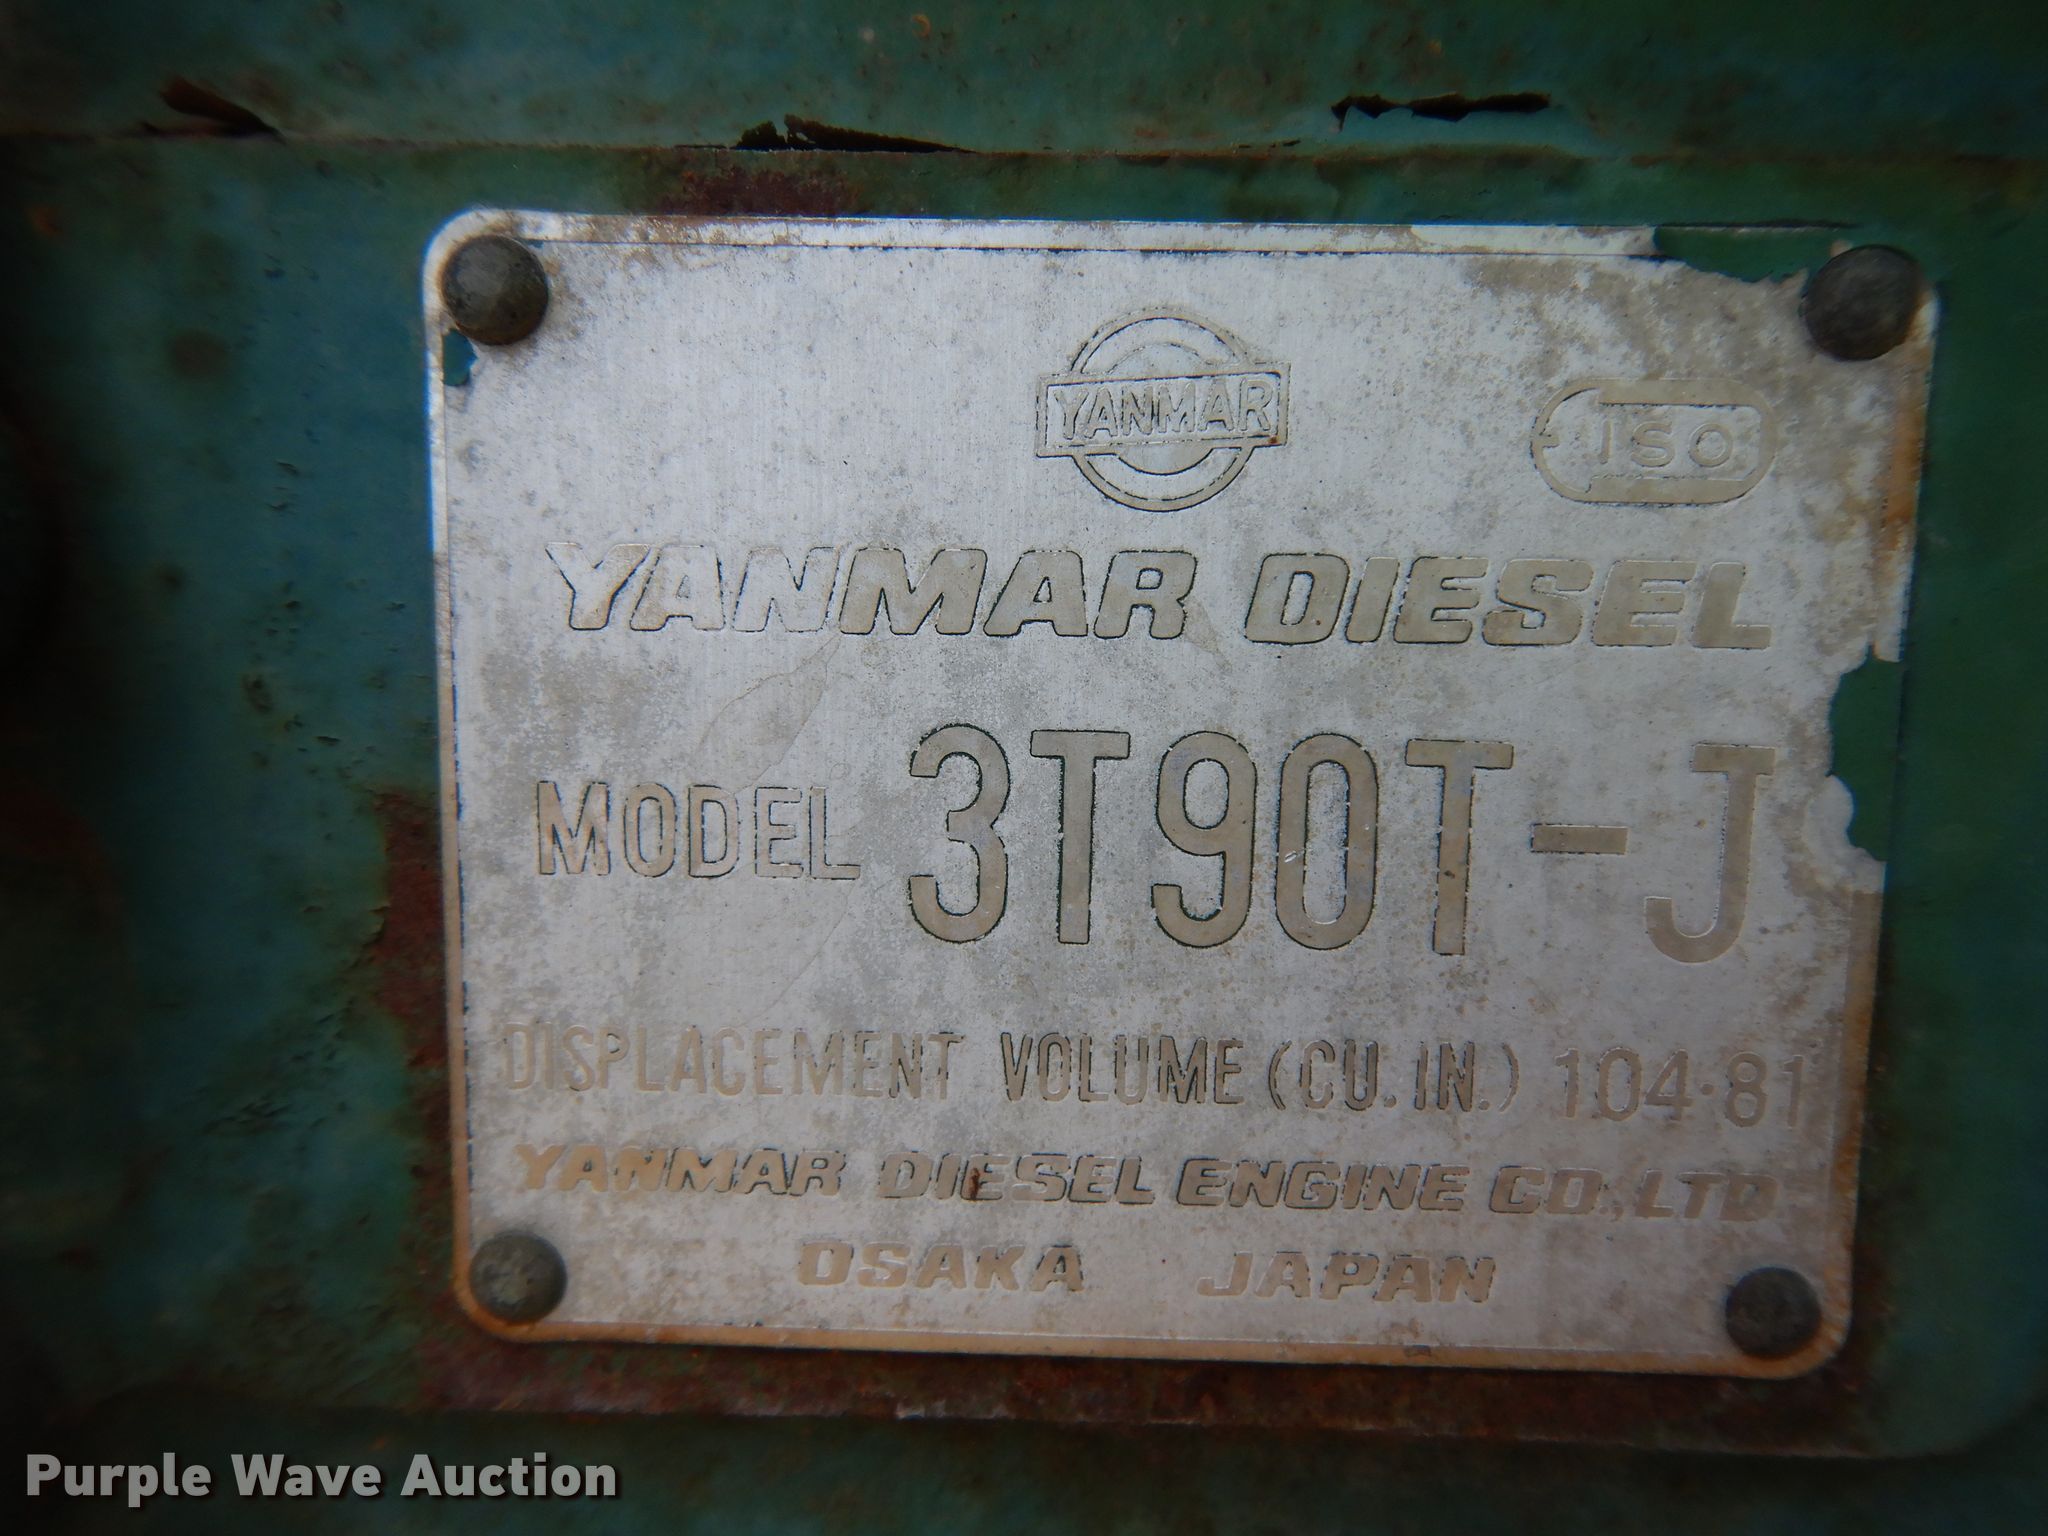 YANMAR
ISO
YANMAR DIESEL
MODEL 3T90T-J
DISPLACEMENT VOLUME (CU. IN.) 104.81
YANMAR DIESEL ENGINE CO., LTD
OSAKA JAPAN
Purple Wave Auction